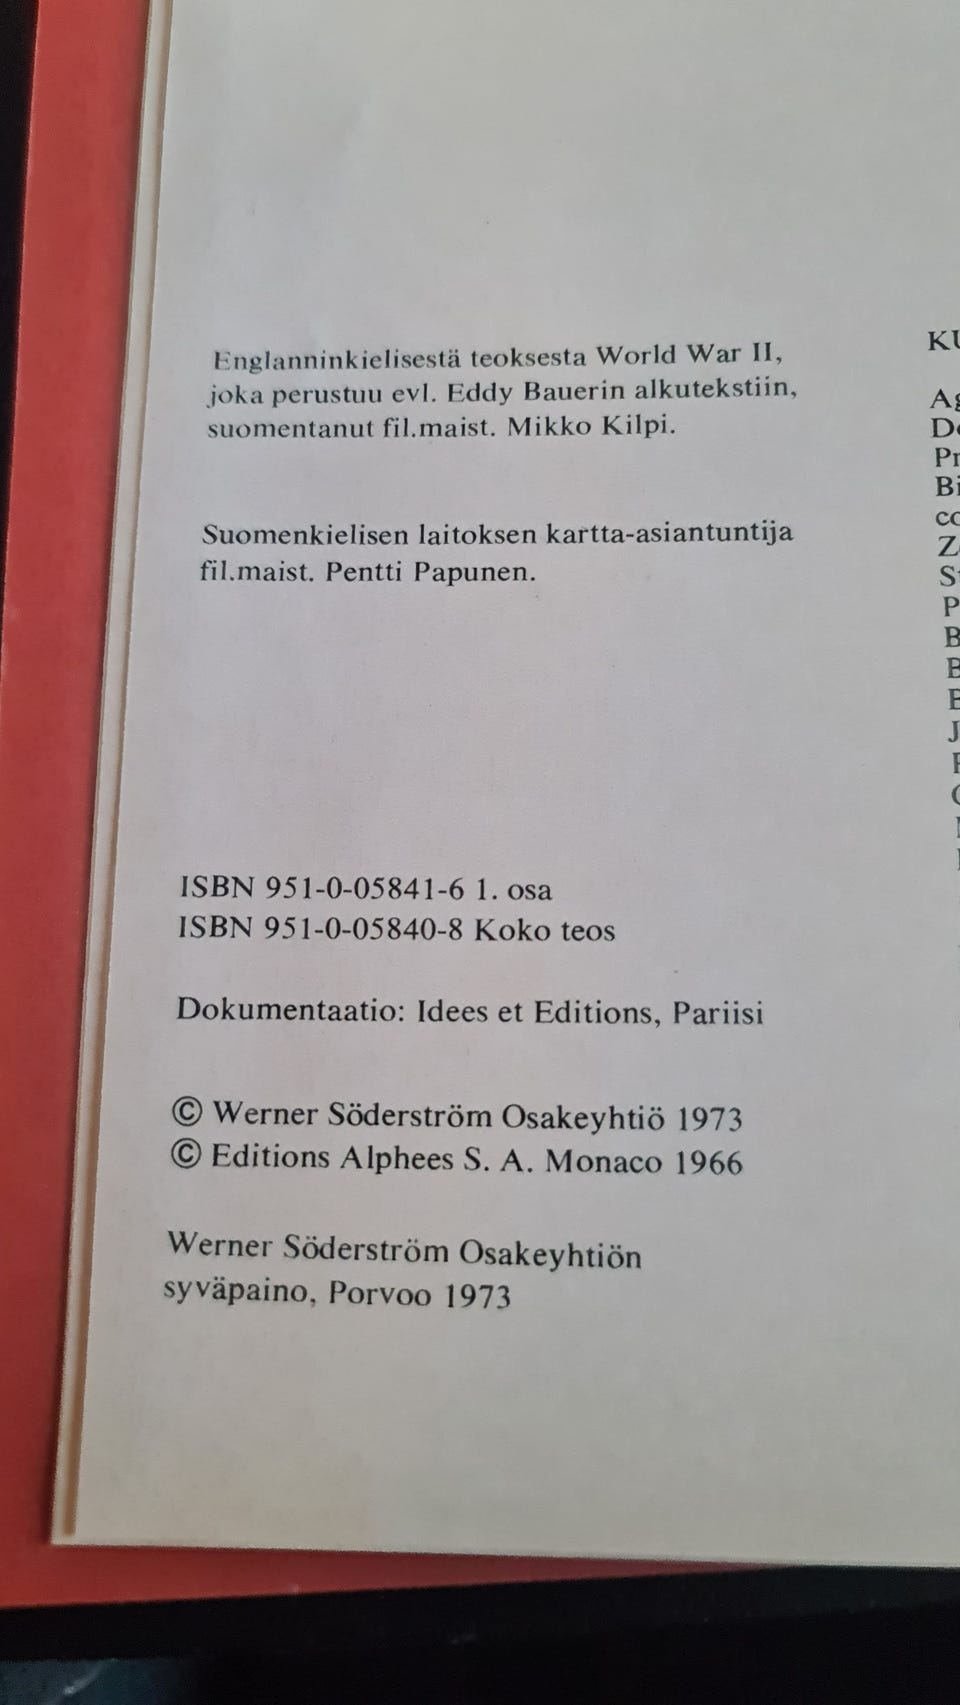 Englanninkielisestä teoksesta World War II,
joka perustuu evl. Eddy Bauerin alkutekstiin,
suomentanut fil.maist. Mikko Kilpi.
Suomenkielisen laitoksen kartta-asiantuntija
fil.maist. Pentti Papunen.
ISBN 951-0-05841-6 1. osa
ISBN 951-0-05840-8 Koko teos
Dokumentaatio: Idees et Editions, Pariisi
© Werner Söderström Osakeyhtiö 1973
© Editions Alphees S. A. Monaco 1966
Werner Söderström Osakeyhtiön
syväpaino, Porvoo 1973